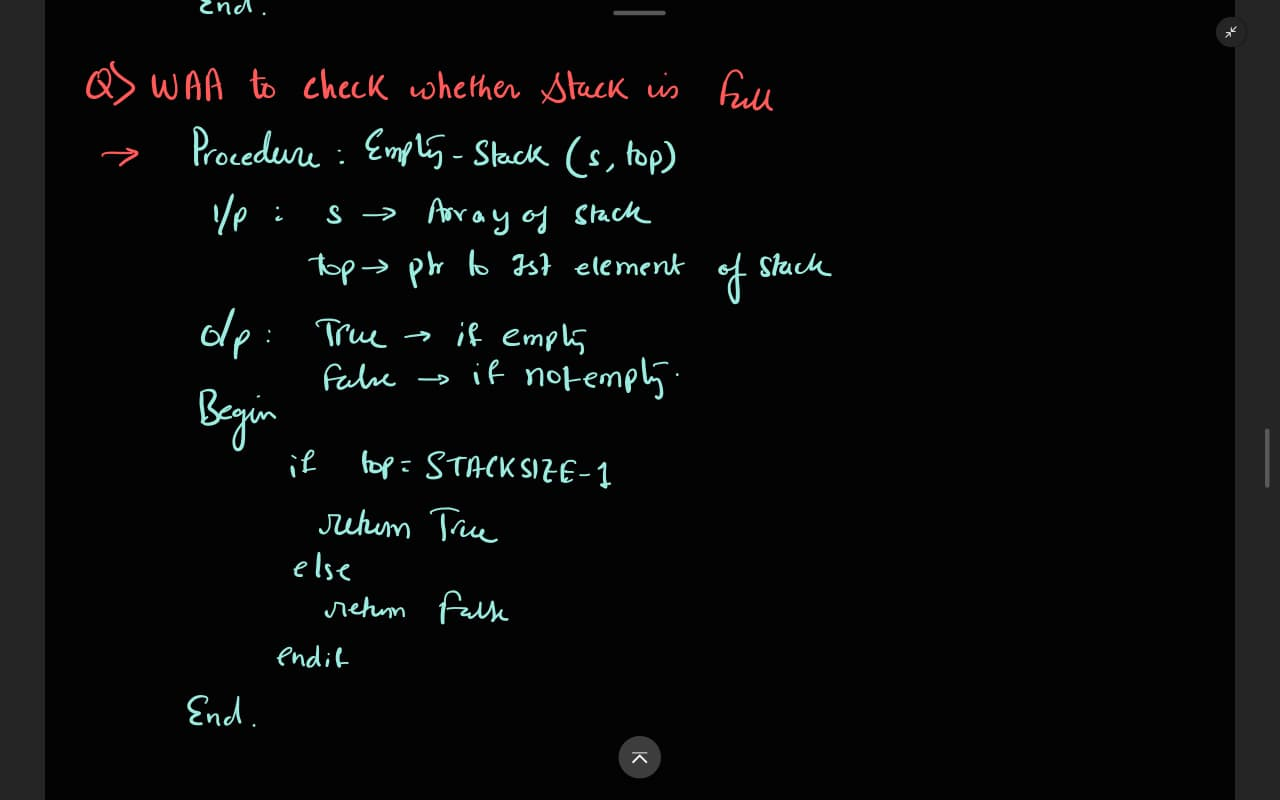 End.
Q> WAA to check whether Stack is full
→ Procedure : Empty-Stack (s, top)
I/p : s → Array of stack
top → ptr to 1st element of stack
o/p : True → if empty
False → if not empty.
Begin
if top = STACKSIZE-1
return True
else
return false
endif
End.